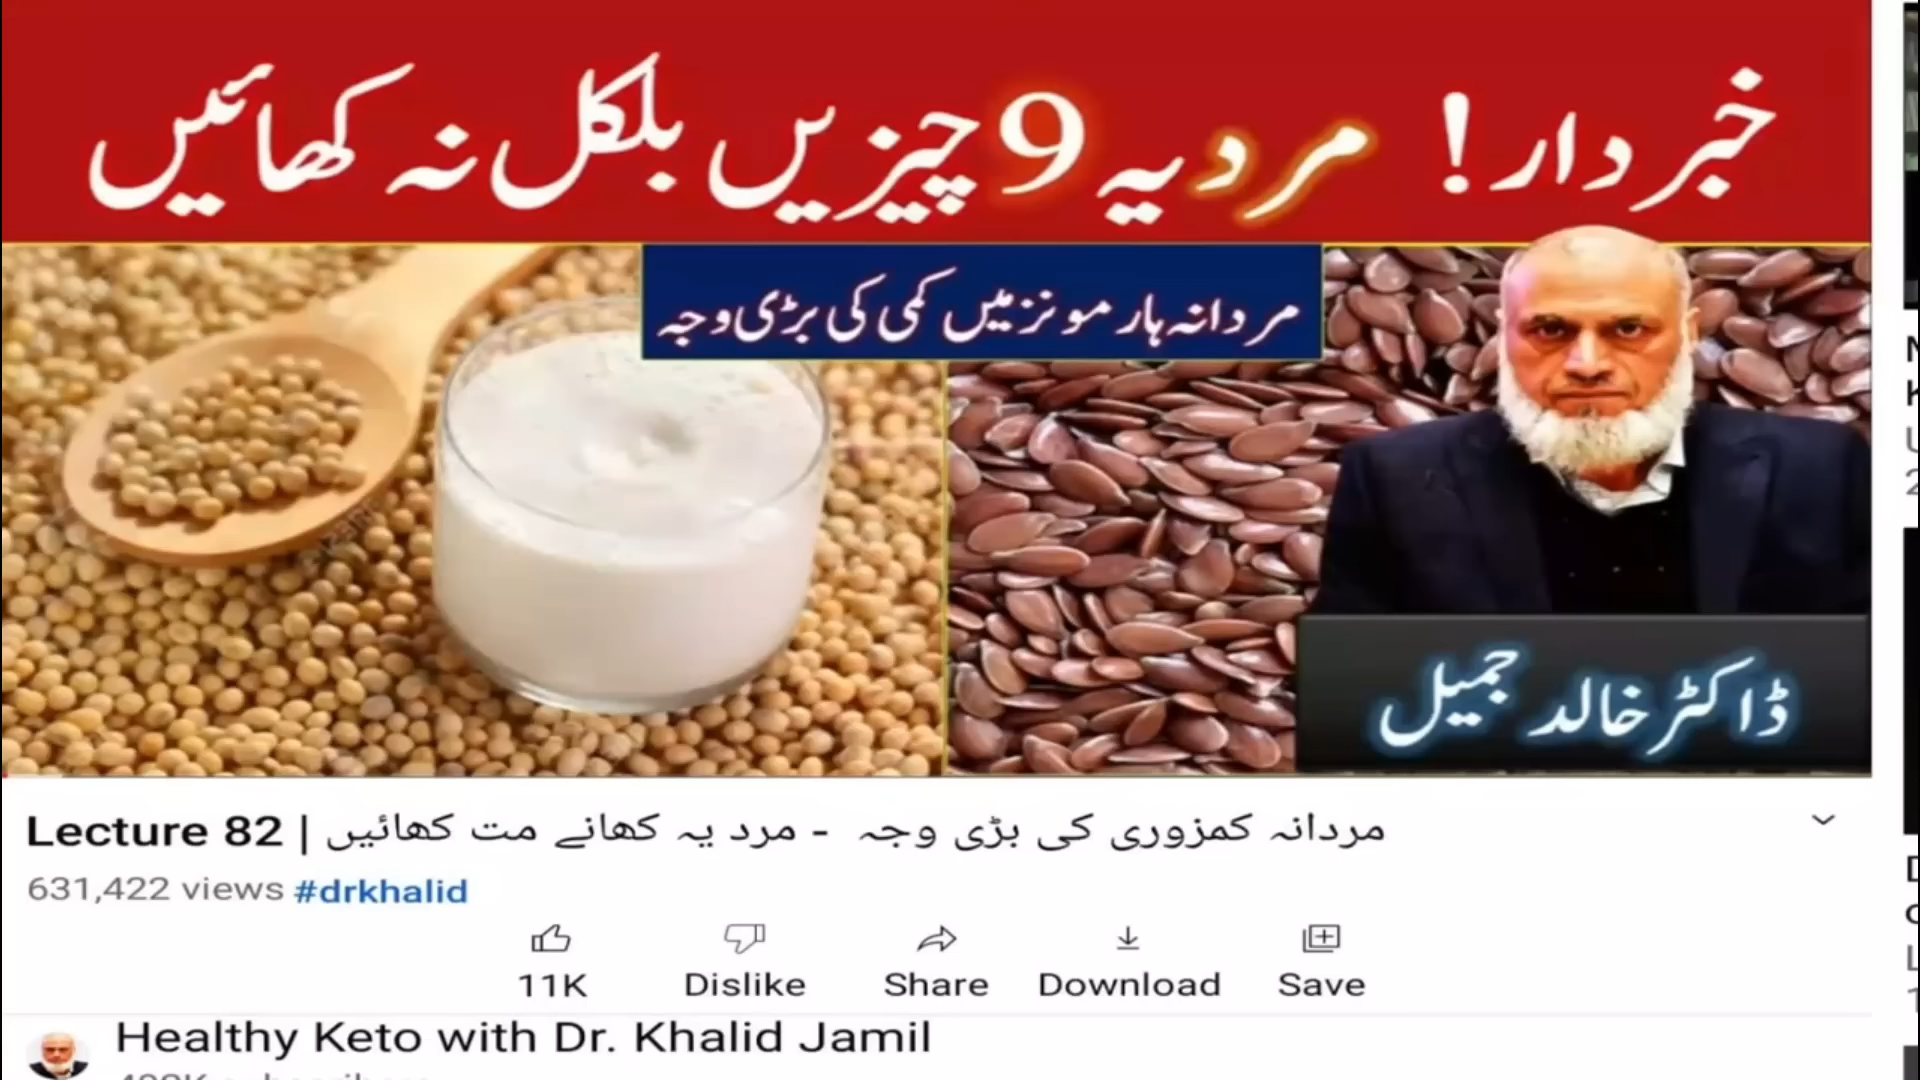 خبردار! مرد یہ 9 چیزیں بلکل نہ کھائیں
مردانہ ہارمونز میں کمی کی بڑی وجہ
ڈاکٹر خالد جمیل
Lecture 82 | مردانہ کمزوری کی بڑی وجہ - مرد یہ کھانے مت کھائیں
631,422 views #drkhalid
11K Dislike Share Download Save
Healthy Keto with Dr. Khalid Jamil